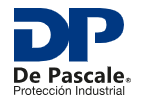 DP
De Pascale®
Protección Industrial